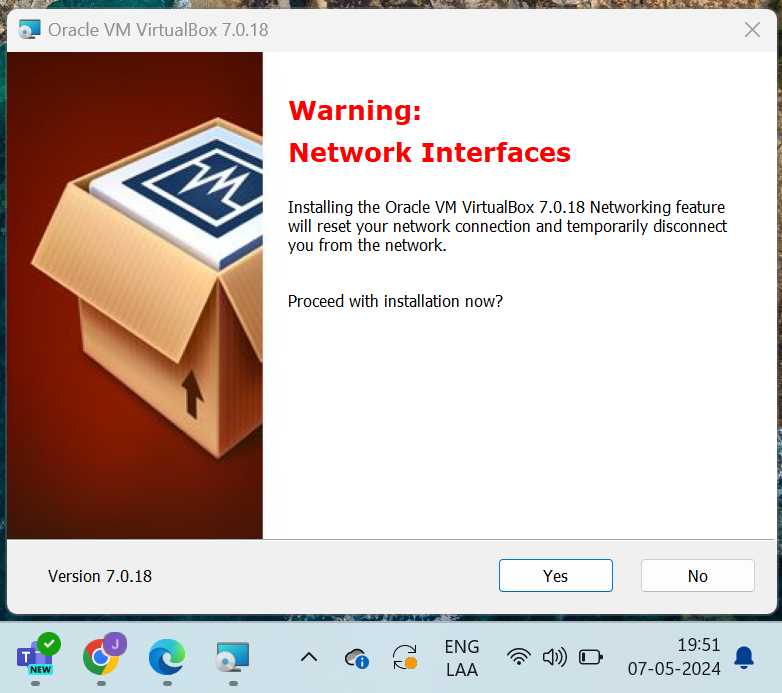 Oracle VM VirtualBox 7.0.18
Warning:
Network Interfaces
Installing the Oracle VM VirtualBox 7.0.18 Networking feature
will reset your network connection and temporarily disconnect
you from the network.
Proceed with installation now?
Version 7.0.18
Yes
No
T
NEW
J
ENG
LAA
19:51
07-05-2024